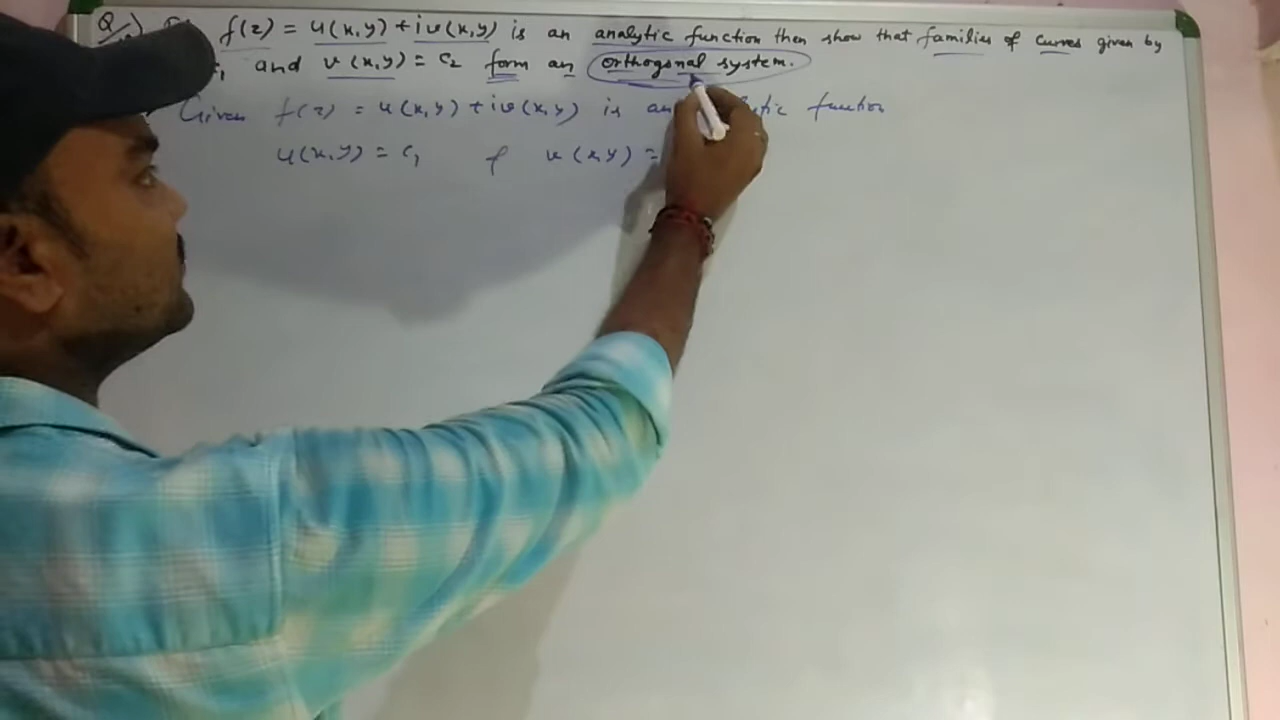 Q f(z) = u(x,y) + iv(x,y) is an analytic function then show that families of curves given by
and v(x,y) = c₂ form an orthogonal system.
Given f(z) = u(x,y) + iv(x,y) is an function
u(x,y) = c₁ & v(x,y) =